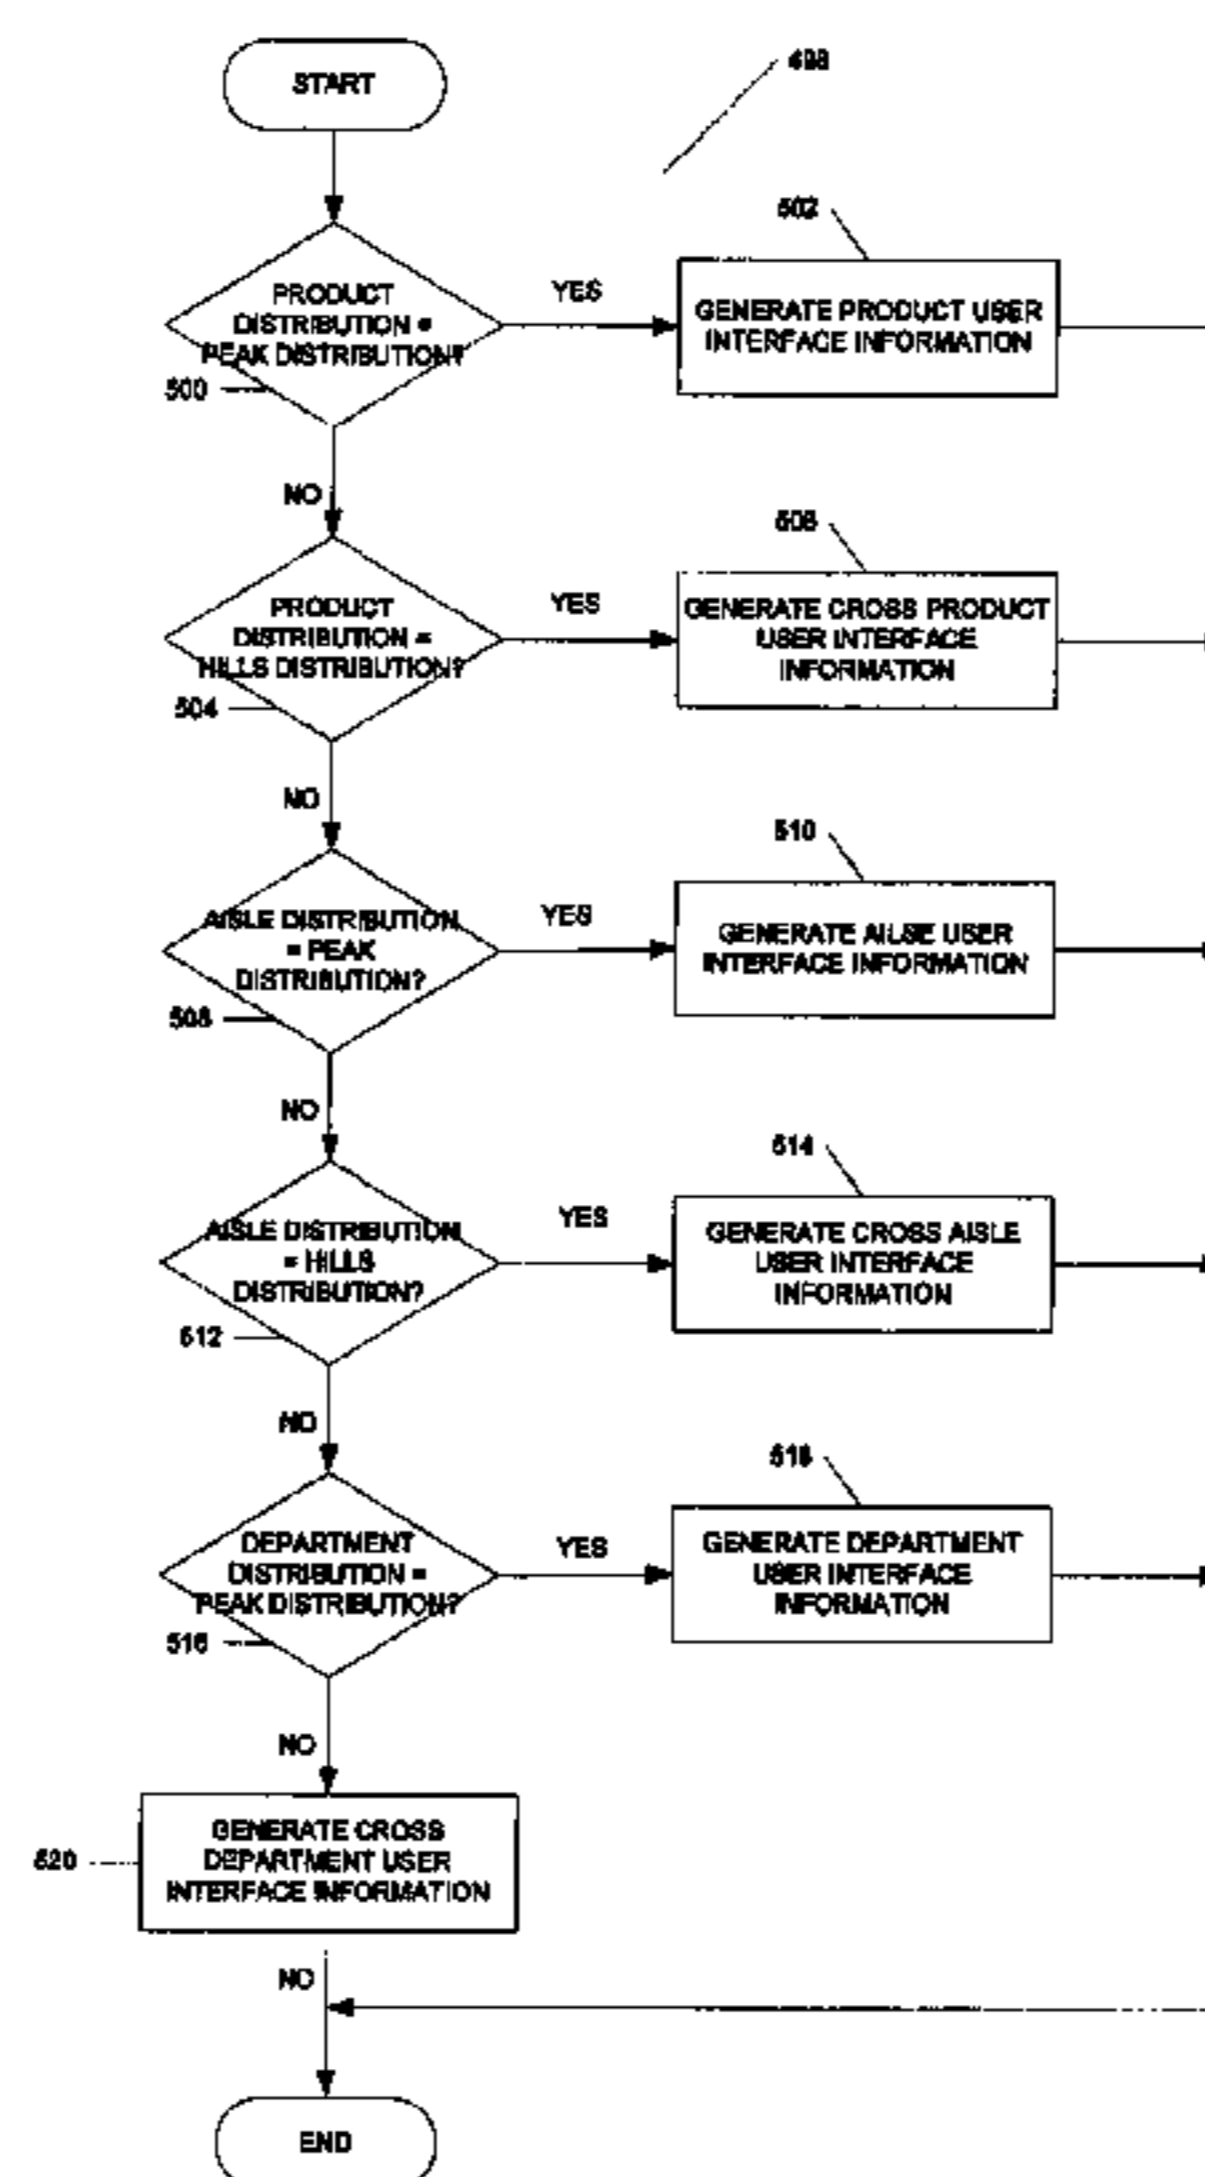 START
498
502
PRODUCT
DISTRIBUTION =
PEAK DISTRIBUTION?
500
YES
GENERATE PRODUCT USER
INTERFACE INFORMATION
NO
506
PRODUCT
DISTRIBUTION =
HILLS DISTRIBUTION?
504
YES
GENERATE CROSS PRODUCT
USER INTERFACE
INFORMATION
NO
510
AISLE DISTRIBUTION
= PEAK
DISTRIBUTION?
508
YES
GENERATE AILSE USER
INTERFACE INFORMATION
NO
514
AISLE DISTRIBUTION
= HILLS
DISTRIBUTION?
512
YES
GENERATE CROSS AISLE
USER INTERFACE
INFORMATION
NO
518
DEPARTMENT
DISTRIBUTION =
PEAK DISTRIBUTION?
516
YES
GENERATE DEPARTMENT
USER INTERFACE
INFORMATION
NO
GENERATE CROSS
DEPARTMENT USER
INTERFACE INFORMATION
520
NO
END